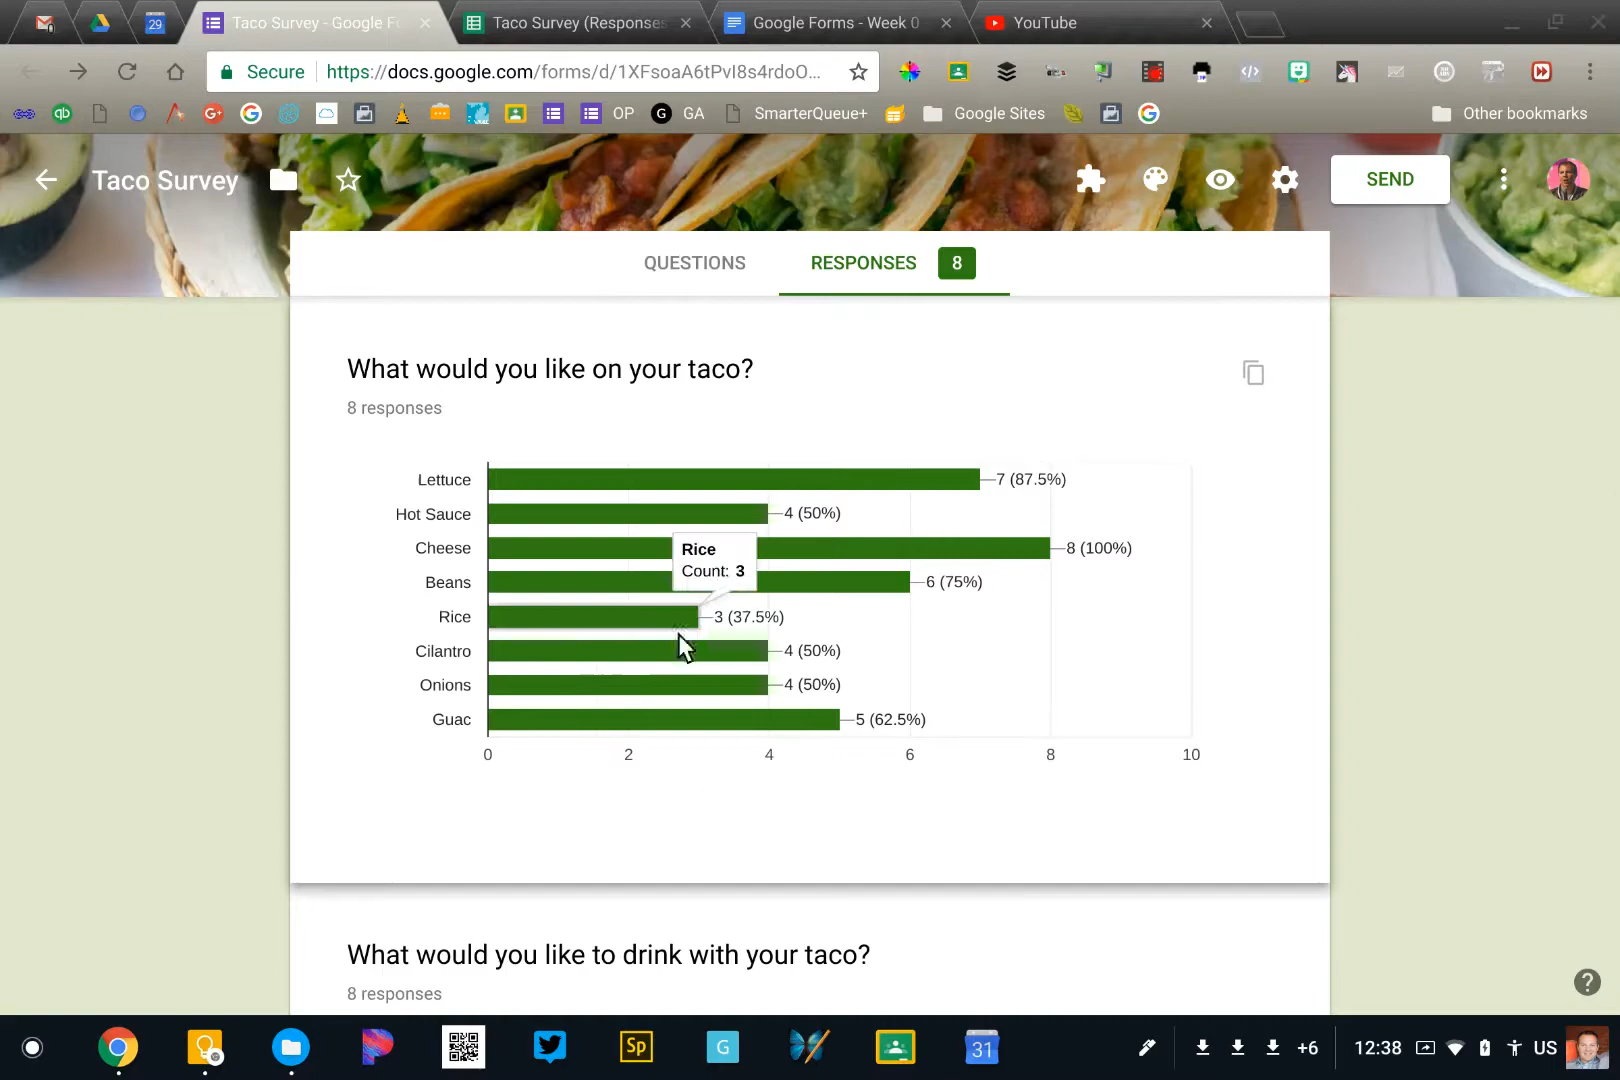 29
Taco Survey - Google Fo
Taco Survey (Responses
Google Forms - Week 0
YouTube
Secure
https://docs.google.com/forms/d/1XFsoaA6tPvI8s4rdoO...
qb
G+
OP
G
GA
SmarterQueue+
Google Sites
Other bookmarks
Taco Survey
SEND
QUESTIONS
RESPONSES
8
What would you like on your taco?
8 responses
Lettuce
7 (87.5%)
Hot Sauce
4 (50%)
Cheese
8 (100%)
Rice
Count: 3
Beans
6 (75%)
Rice
3 (37.5%)
Cilantro
4 (50%)
Onions
4 (50%)
Guac
5 (62.5%)
0 2 4 6 8 10
What would you like to drink with your taco?
8 responses
?
Sp
G
31
+6
12:38
US